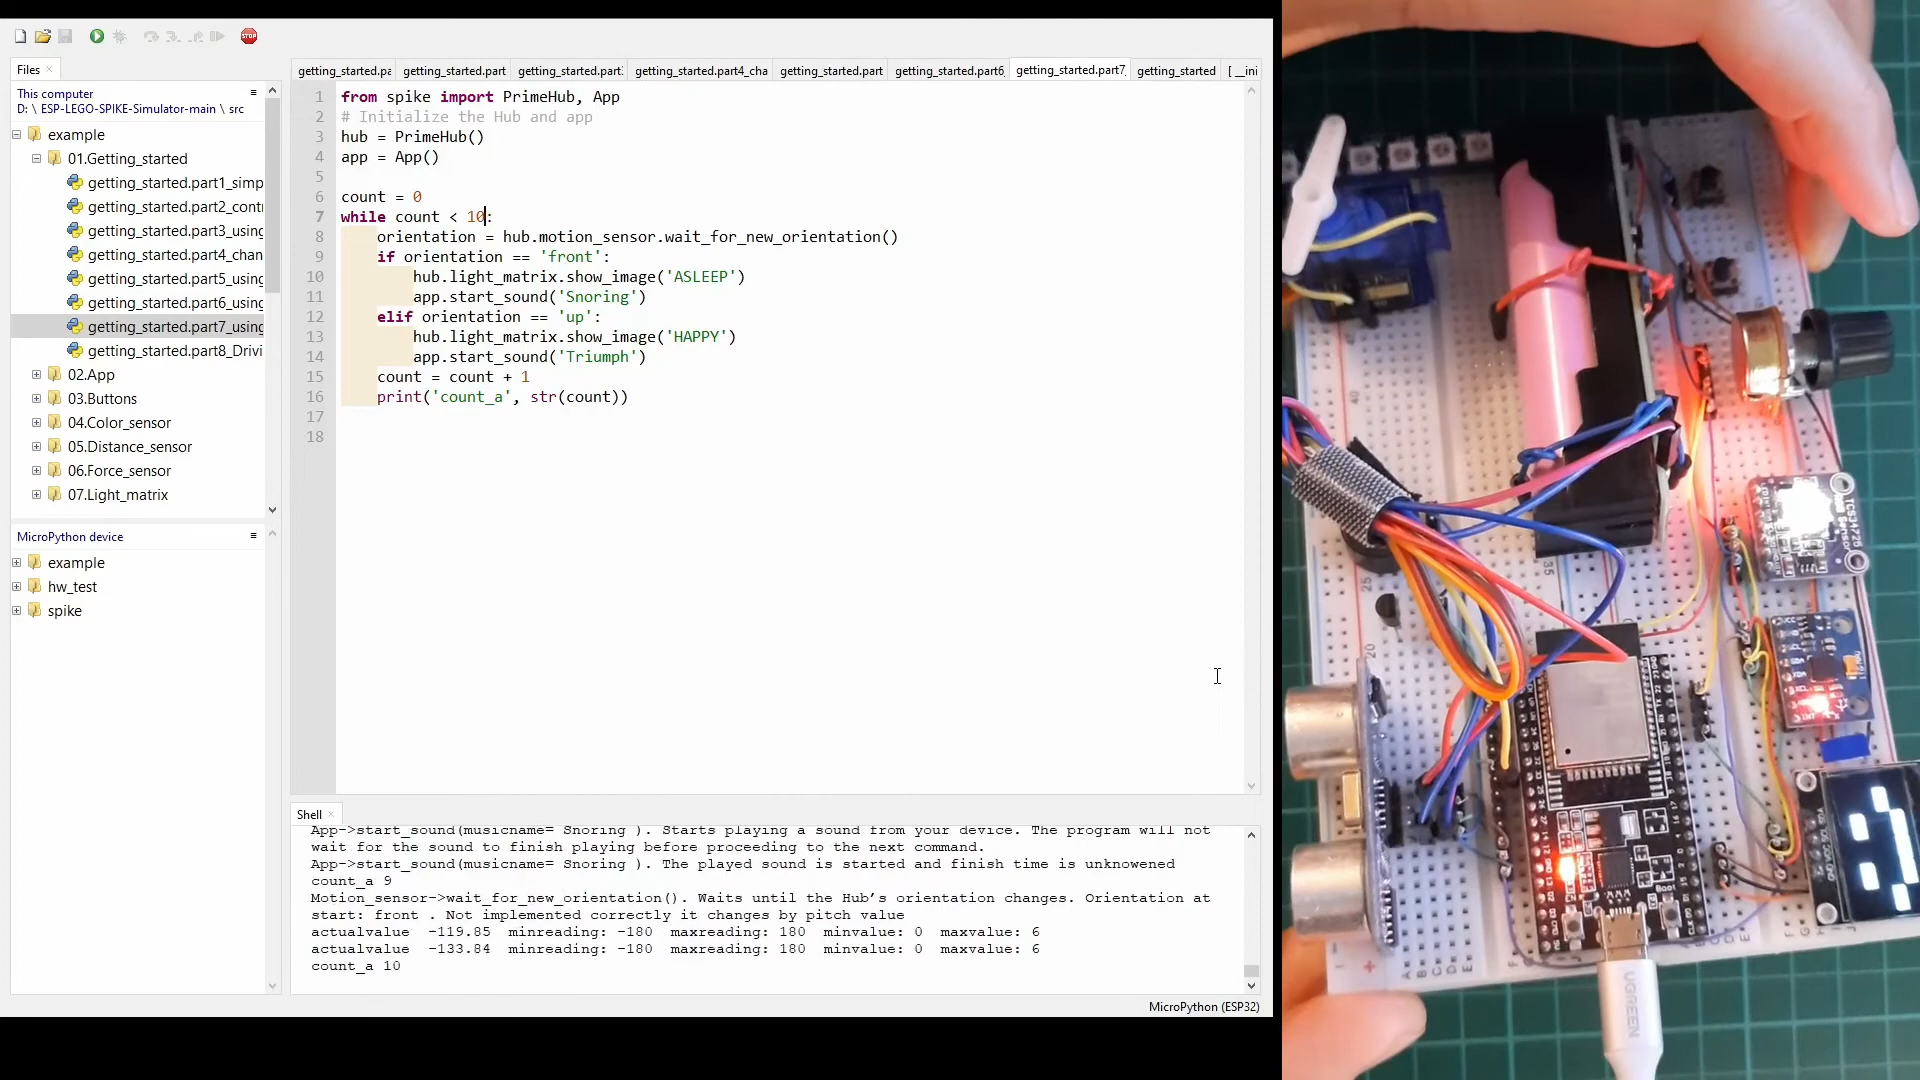 Files
This computer
D: \ ESP-LEGO-SPIKE-Simulator-main \ src
example
01.Getting_started
getting_started.part1_simp
getting_started.part2_cont
getting_started.part3_using
getting_started.part4_chan
getting_started.part5_using
getting_started.part6_using
getting_started.part7_using
getting_started.part8_Drivi
02.App
03.Buttons
04.Color_sensor
05.Distance_sensor
06.Force_sensor
07.Light_matrix
MicroPython device
example
hw_test
spike
getting_started.pa getting_started.part getting_started.part: getting_started.part4_cha getting_started.part getting_started.part6_ getting_started.part7_ getting_started [ __ini
1 from spike import PrimeHub, App
2 # Initialize the Hub and app
3 hub = PrimeHub()
4 app = App()
5
6 count = 0
7 while count < 10:
8 orientation = hub.motion_sensor.wait_for_new_orientation()
9 if orientation == 'front':
10 hub.light_matrix.show_image('ASLEEP')
11 app.start_sound('Snoring')
12 elif orientation == 'up':
13 hub.light_matrix.show_image('HAPPY')
14 app.start_sound('Triumph')
15 count = count + 1
16 print('count_a', str(count))
17
18
Shell
App->start_sound(musicname= Snoring ). Starts playing a sound from your device. The program will not
wait for the sound to finish playing before proceeding to the next command.
App->start_sound(musicname= Snoring ). The played sound is started and finish time is unknowened
count_a 9
Motion_sensor->wait_for_new_orientation(). Waits until the Hub’s orientation changes. Orientation at
start: front . Not implemented correctly it changes by pitch value
actualvalue -119.85 minreading: -180 maxreading: 180 minvalue: 0 maxvalue: 6
actualvalue -133.84 minreading: -180 maxreading: 180 minvalue: 0 maxvalue: 6
count_a 10
MicroPython (ESP32)
STOP
TCS34725
Boot
UGREEN